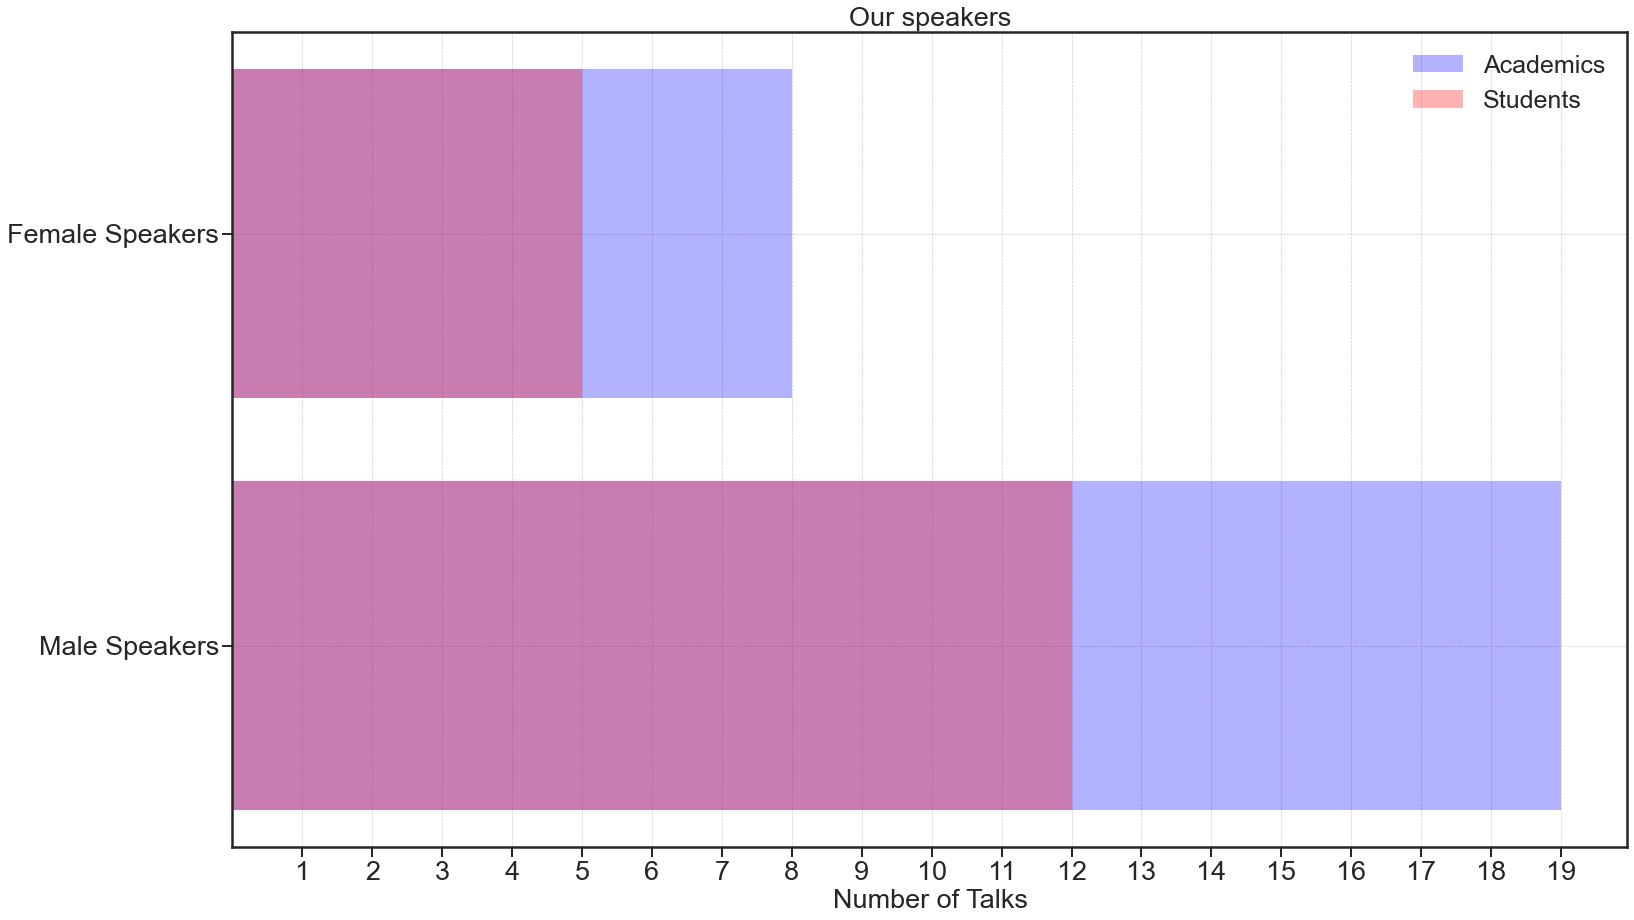 Our speakers
Academics
Students
Female Speakers
Male Speakers
1 2 3 4 5 6 7 8 9 10 11 12 13 14 15 16 17 18 19
Number of Talks